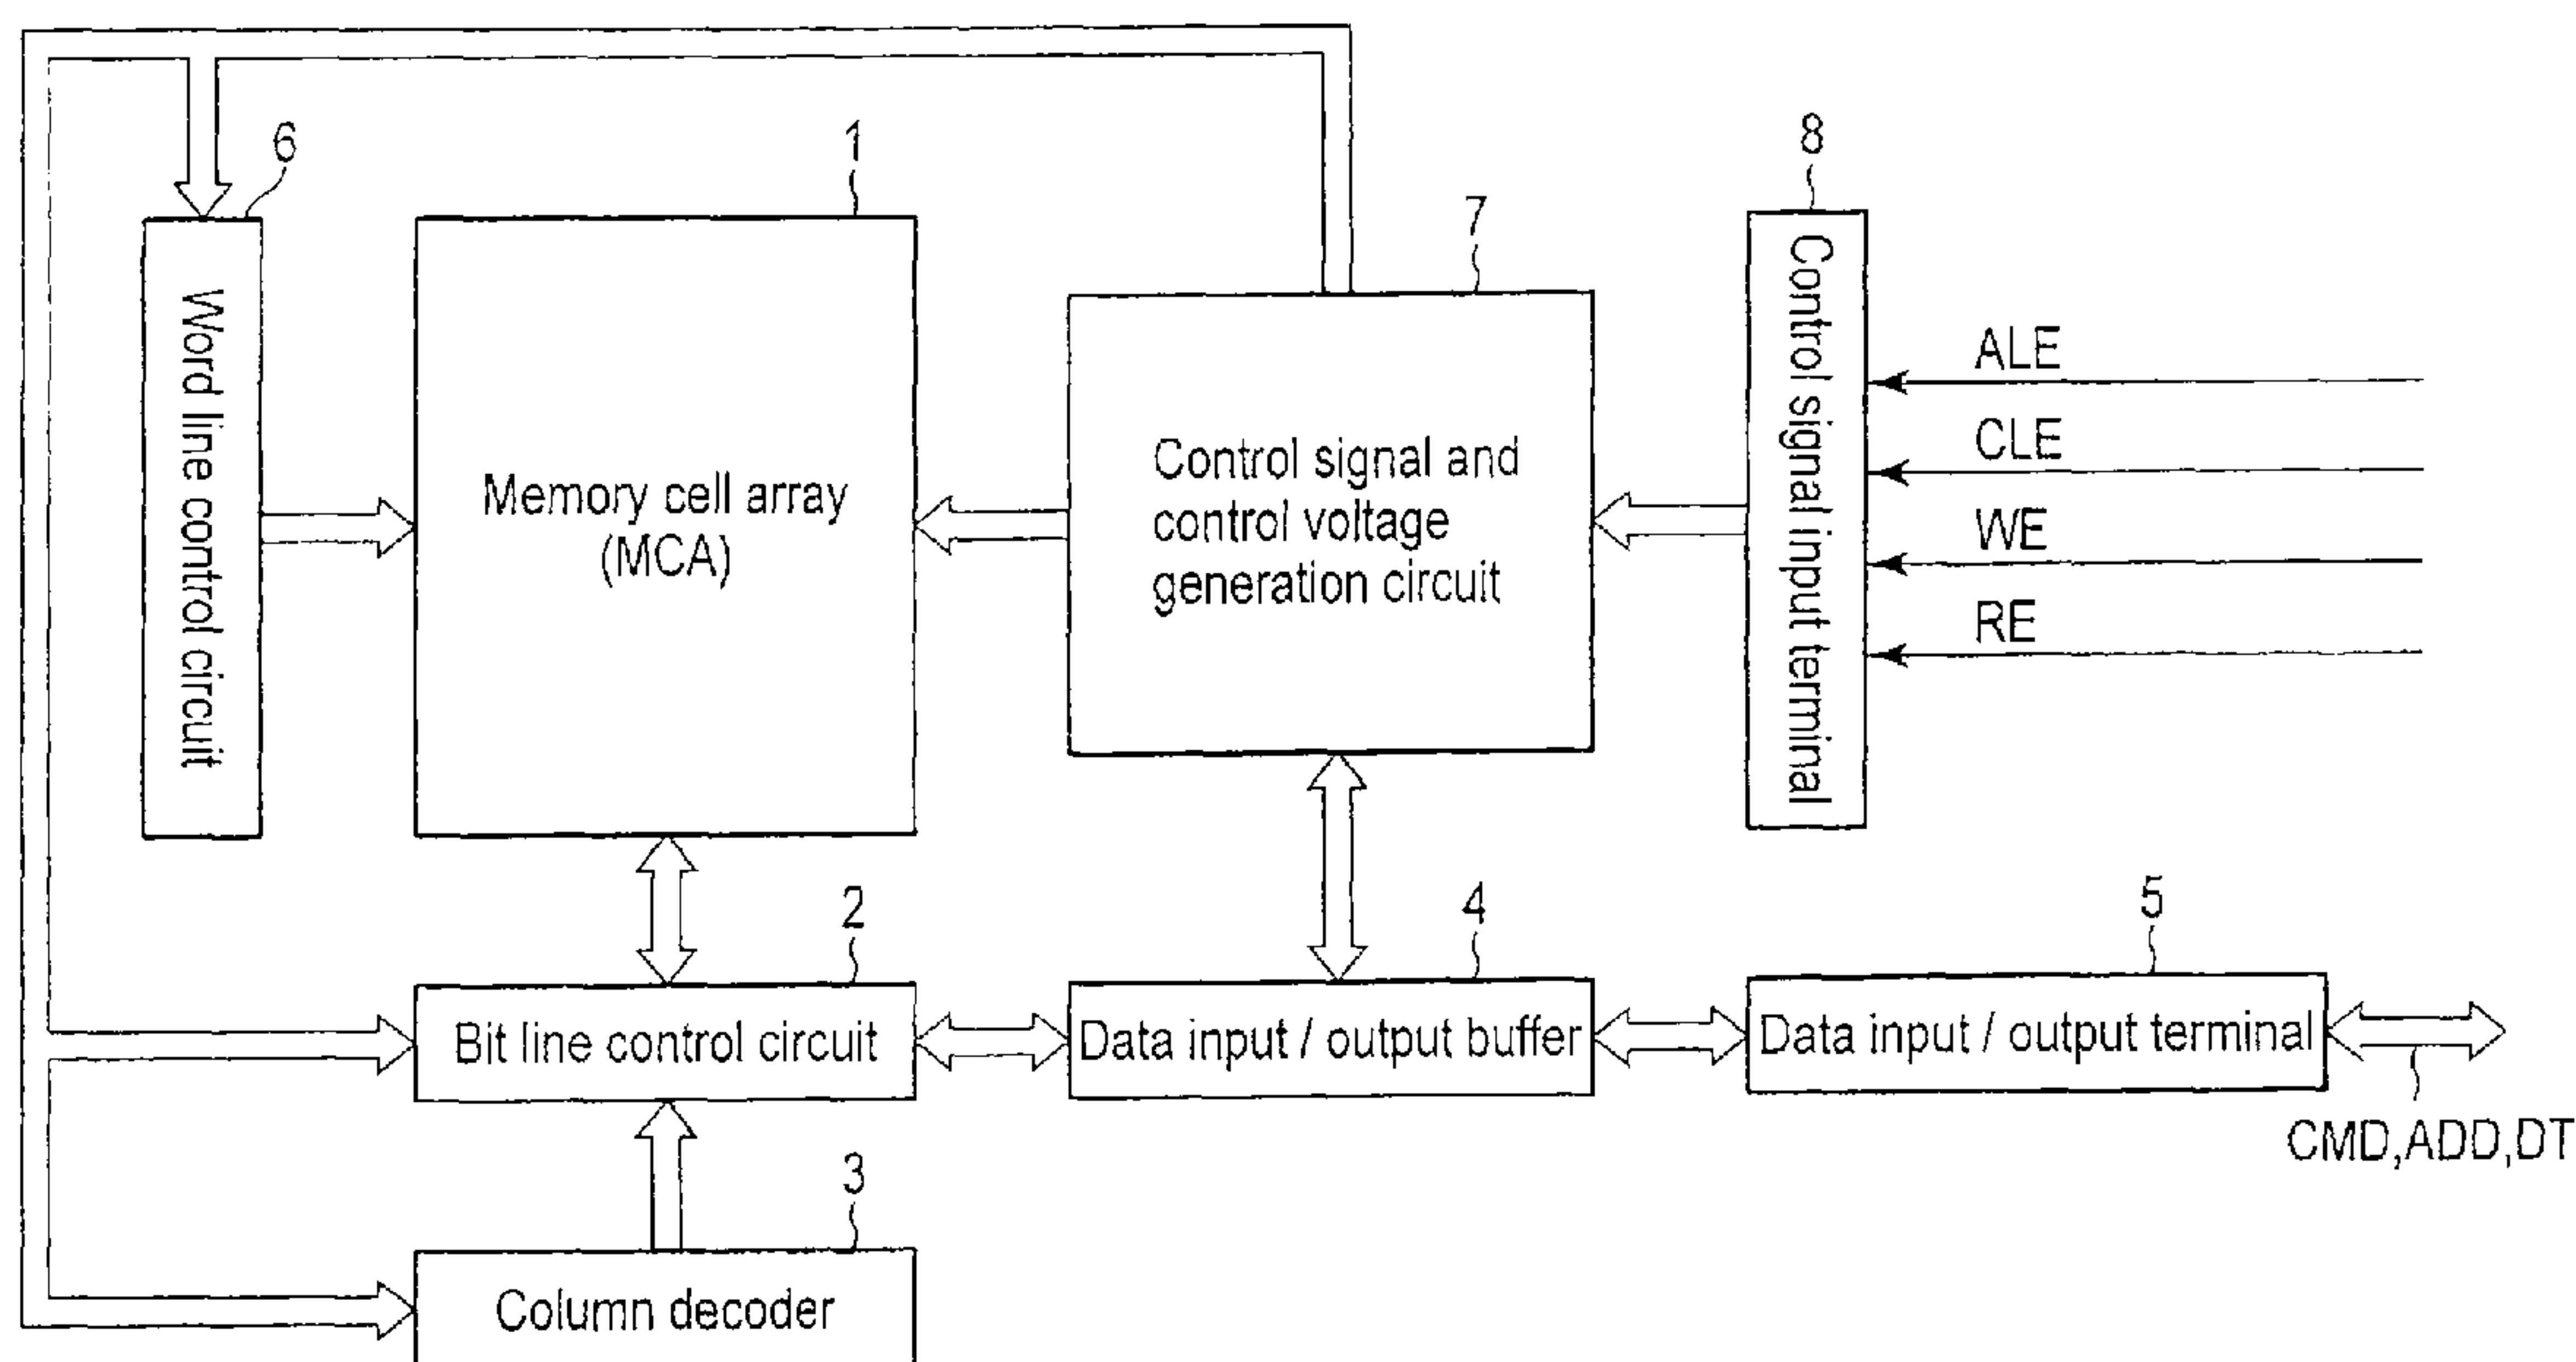 6
1
8
7
Word line control circuit
Memory cell array
(MCA)
Control signal and
control voltage
generation circuit
Control signal input terminal
ALE
CLE
WE
RE
2
4
5
Bit line control circuit
Data input / output buffer
Data input / output terminal
CMD,ADD,DT
3
Column decoder